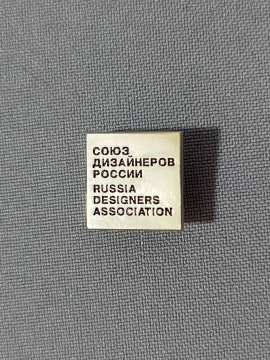 СОЮЗ
ДИЗАЙНЕРОВ
РОССИИ
RUSSIA
DESIGNERS
ASSOCIATION